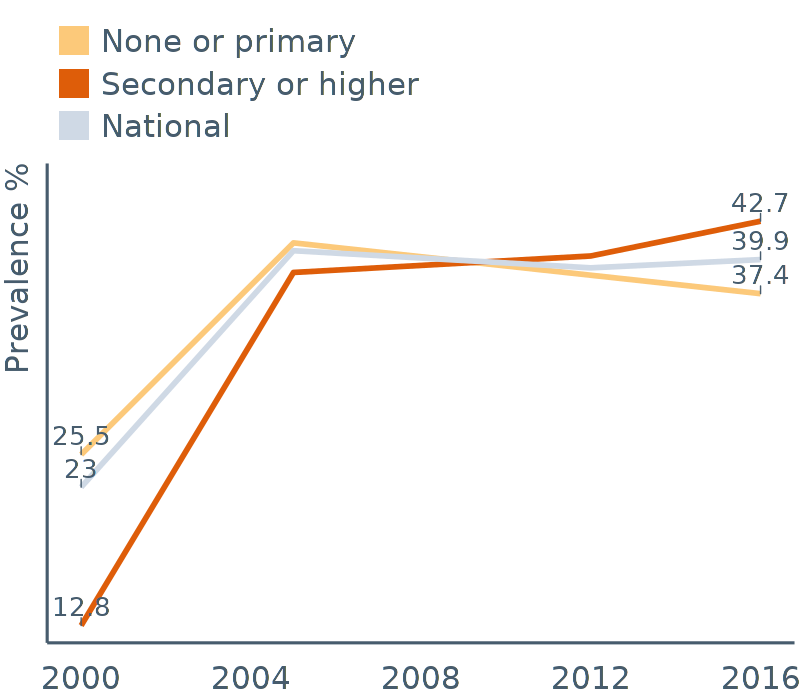 None or primary
Secondary or higher
National
Prevalence %
42.7
39.9
37.4
25.5
23
12.8
2000 2004 2008 2012 2016